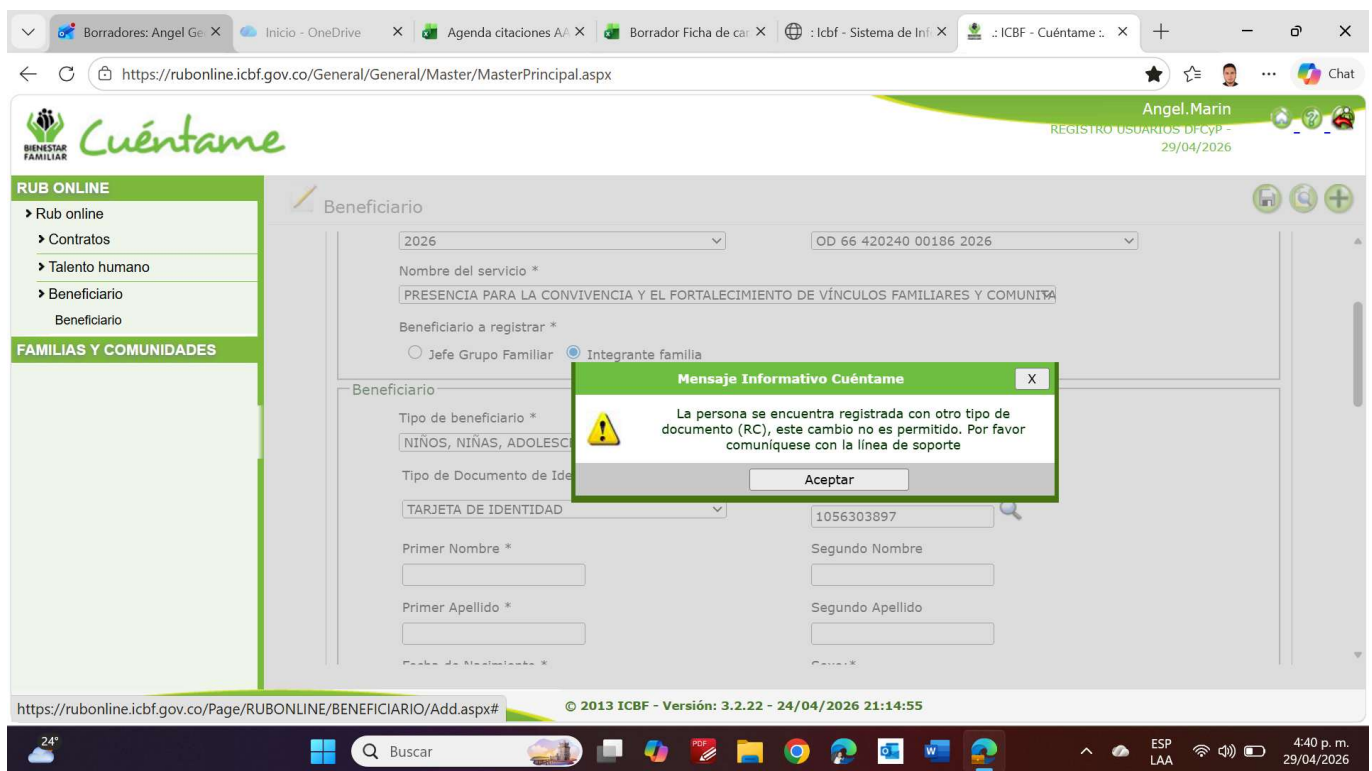 Borradores: Angel Ge
Inicio - OneDrive
Agenda citaciones AA
Borrador Ficha de car
: Icbf - Sistema de Inf
.: ICBF - Cuéntame :.
https://rubonline.icbf.gov.co/General/General/Master/MasterPrincipal.aspx
Chat
BIENESTAR
FAMILIAR
Cuéntame
Angel.Marin
REGISTRO USUARIOS DFCyP -
29/04/2026
RUB ONLINE
Rub online
Contratos
Talento humano
Beneficiario
Beneficiario
FAMILIAS Y COMUNIDADES
Beneficiario
2026
OD 66 420240 00186 2026
Nombre del servicio *
PRESENCIA PARA LA CONVIVENCIA Y EL FORTALECIMIENTO DE VÍNCULOS FAMILIARES Y COMUNITA
Beneficiario a registrar *
Jefe Grupo Familiar Integrante familia
Beneficiario
Tipo de beneficiario *
NIÑOS, NIÑAS, ADOLESC
Tipo de Documento de Ide
TARJETA DE IDENTIDAD
1056303897
Mensaje Informativo Cuéntame
X
La persona se encuentra registrada con otro tipo de
documento (RC), este cambio no es permitido. Por favor
comuníquese con la línea de soporte
Aceptar
Primer Nombre *
Segundo Nombre
Primer Apellido *
Segundo Apellido
Fecha de Nacimiento *
Sexo: *
https://rubonline.icbf.gov.co/Page/RUBONLINE/BENEFICIARIO/Add.aspx#
© 2013 ICBF - Versión: 3.2.22 - 24/04/2026 21:14:55
24°
Buscar
PDF
ESP
LAA
4:40 p. m.
29/04/2026